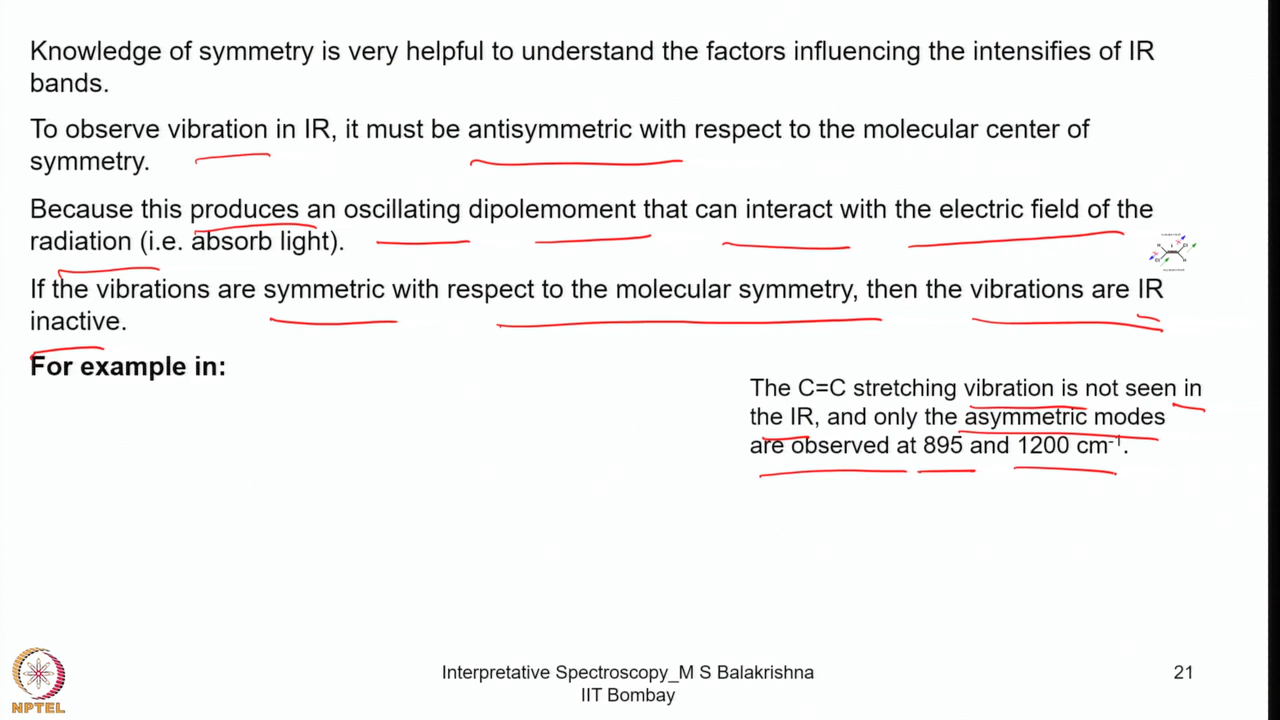 Knowledge of symmetry is very helpful to understand the factors influencing the intensifies of IR
bands.
To observe vibration in IR, it must be antisymmetric with respect to the molecular center of
symmetry.
Because this produces an oscillating dipolemoment that can interact with the electric field of the
radiation (i.e. absorb light).
If the vibrations are symmetric with respect to the molecular symmetry, then the vibrations are IR
inactive.
For example in:
The C=C stretching vibration is not seen in
the IR, and only the asymmetric modes
are observed at 895 and 1200 cm⁻¹.
H Cl
Cl H
NPTEL
Interpretative Spectroscopy_M S Balakrishna
IIT Bombay
21